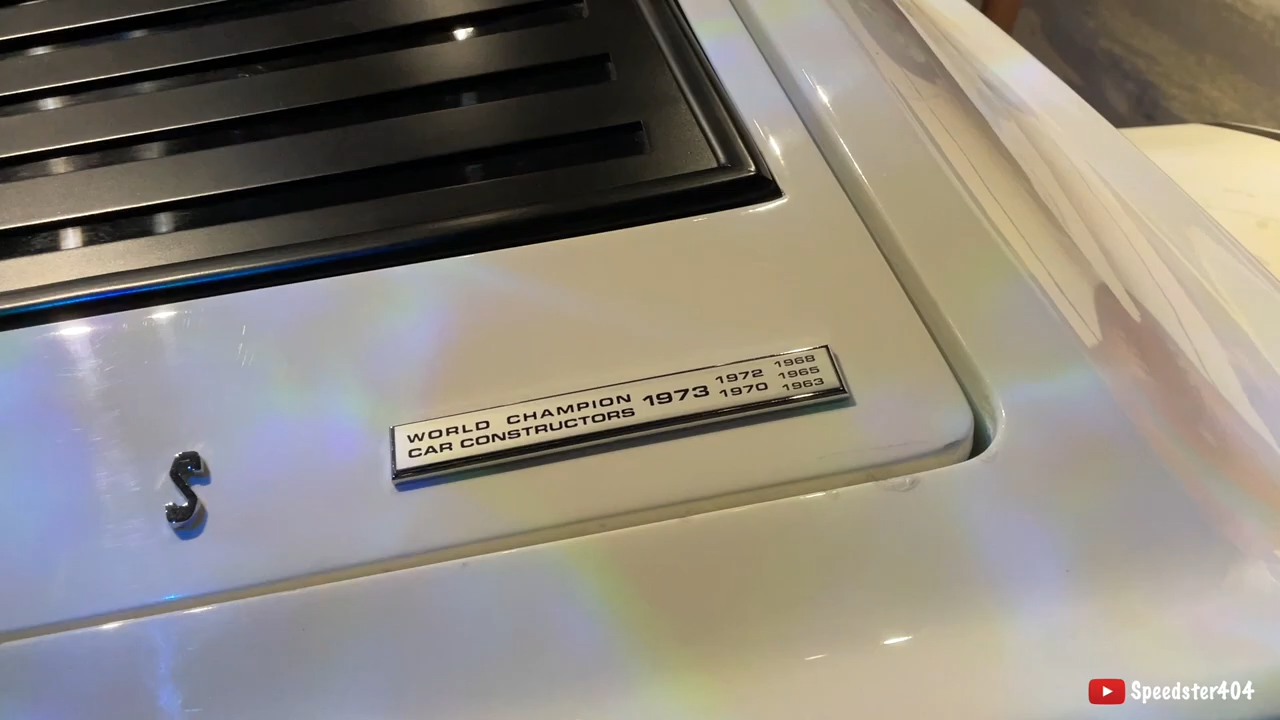 WORLD CHAMPION
CAR CONSTRUCTORS
1973
1972 1968
1970 1965
1963
S
Speedster404